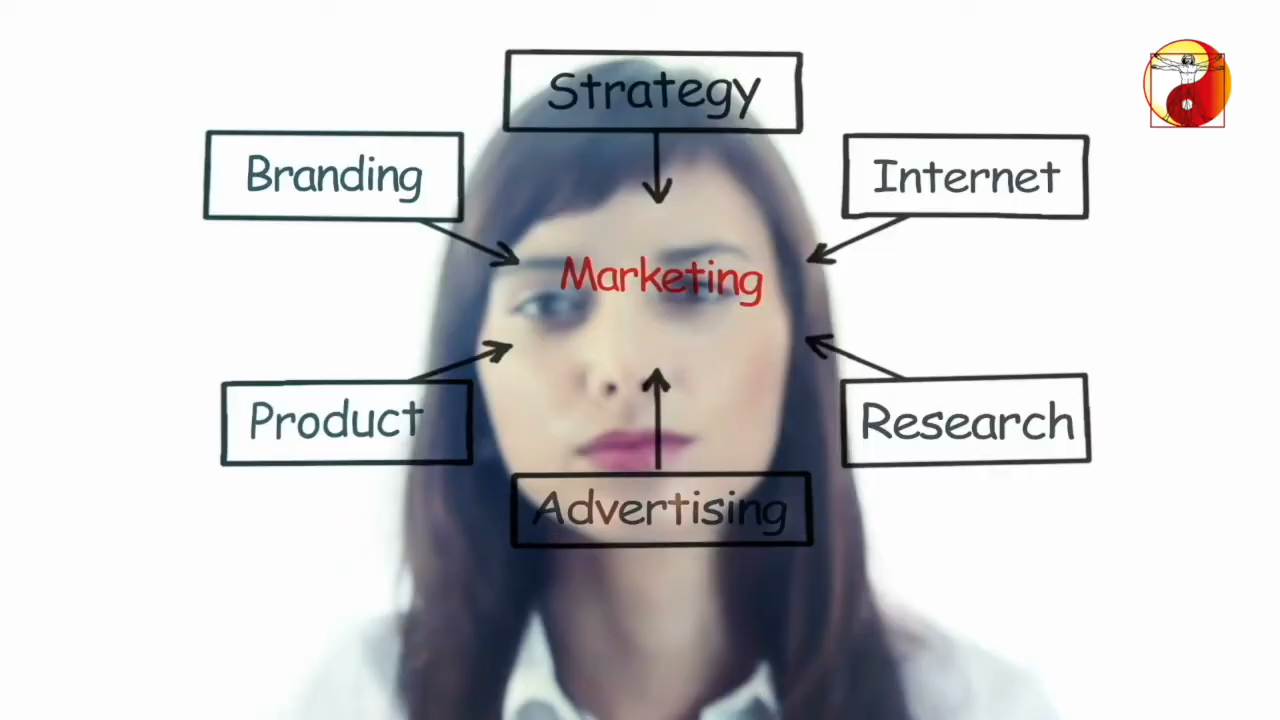 Strategy
Branding
Internet
Marketing
Product
Research
Advertising